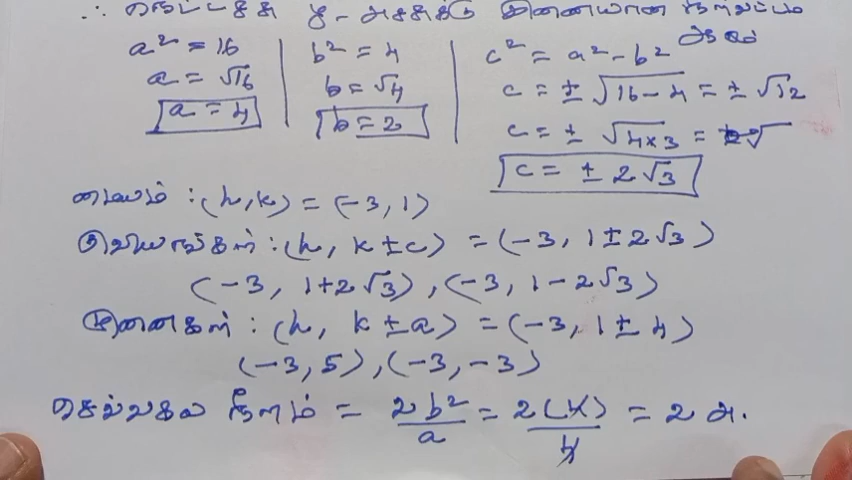 ∴ நெட்டச்சு y-அச்சுக்கு இணையான நீள்வட்டம் ஆகும்
a² = 16
a = √16
a = 4
b² = 4
b = √4
b = 2
c² = a² - b²
c = ± √16-4 = ± √12
c = ± √4×3 =
c = ± 2√3
மையம் : (h, k) = (-3, 1)
குவியங்கள் : (h, k±c) = (-3, 1±2√3)
(-3, 1+2√3), (-3, 1-2√3)
முனைகள் : (h, k±a) = (-3, 1±4)
(-3, 5), (-3, -3)
செவ்வகல நீளம் = 2b²/a = 2(4)/4 = 2 அ.